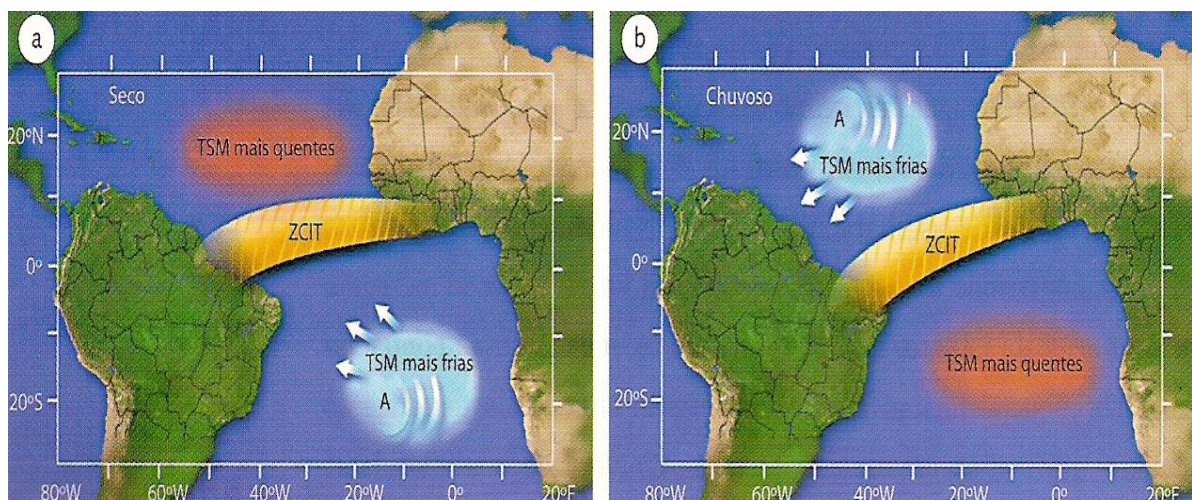 a
Seco
TSM mais quentes
ZCIT
TSM mais frias
A
20ºN
0º
20ºS
80ºW
60ºW
40ºW
20ºW
0º
20ºE
b
Chuvoso
A
TSM mais frias
ZCIT
TSM mais quentes
20ºN
0º
20ºS
80ºW
60ºW
40ºW
20ºW
0º
20ºE